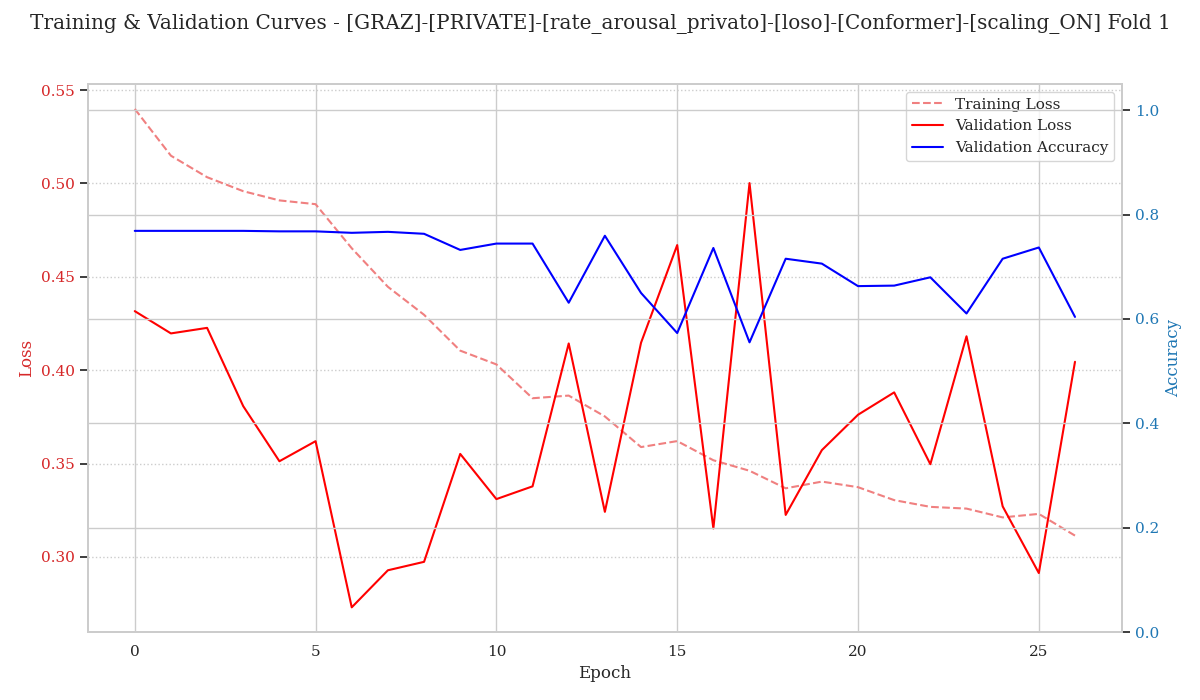 Training & Validation Curves - [GRAZ]-[PRIVATE]-[rate_arousal_privato]-[loso]-[Conformer]-[scaling_ON] Fold 1
Training Loss
Validation Loss
Validation Accuracy
0.55
0.50
0.45
0.40
0.35
0.30
Loss
1.0
0.8
0.6
0.4
0.2
0.0
Accuracy
0
5
10
15
20
25
Epoch